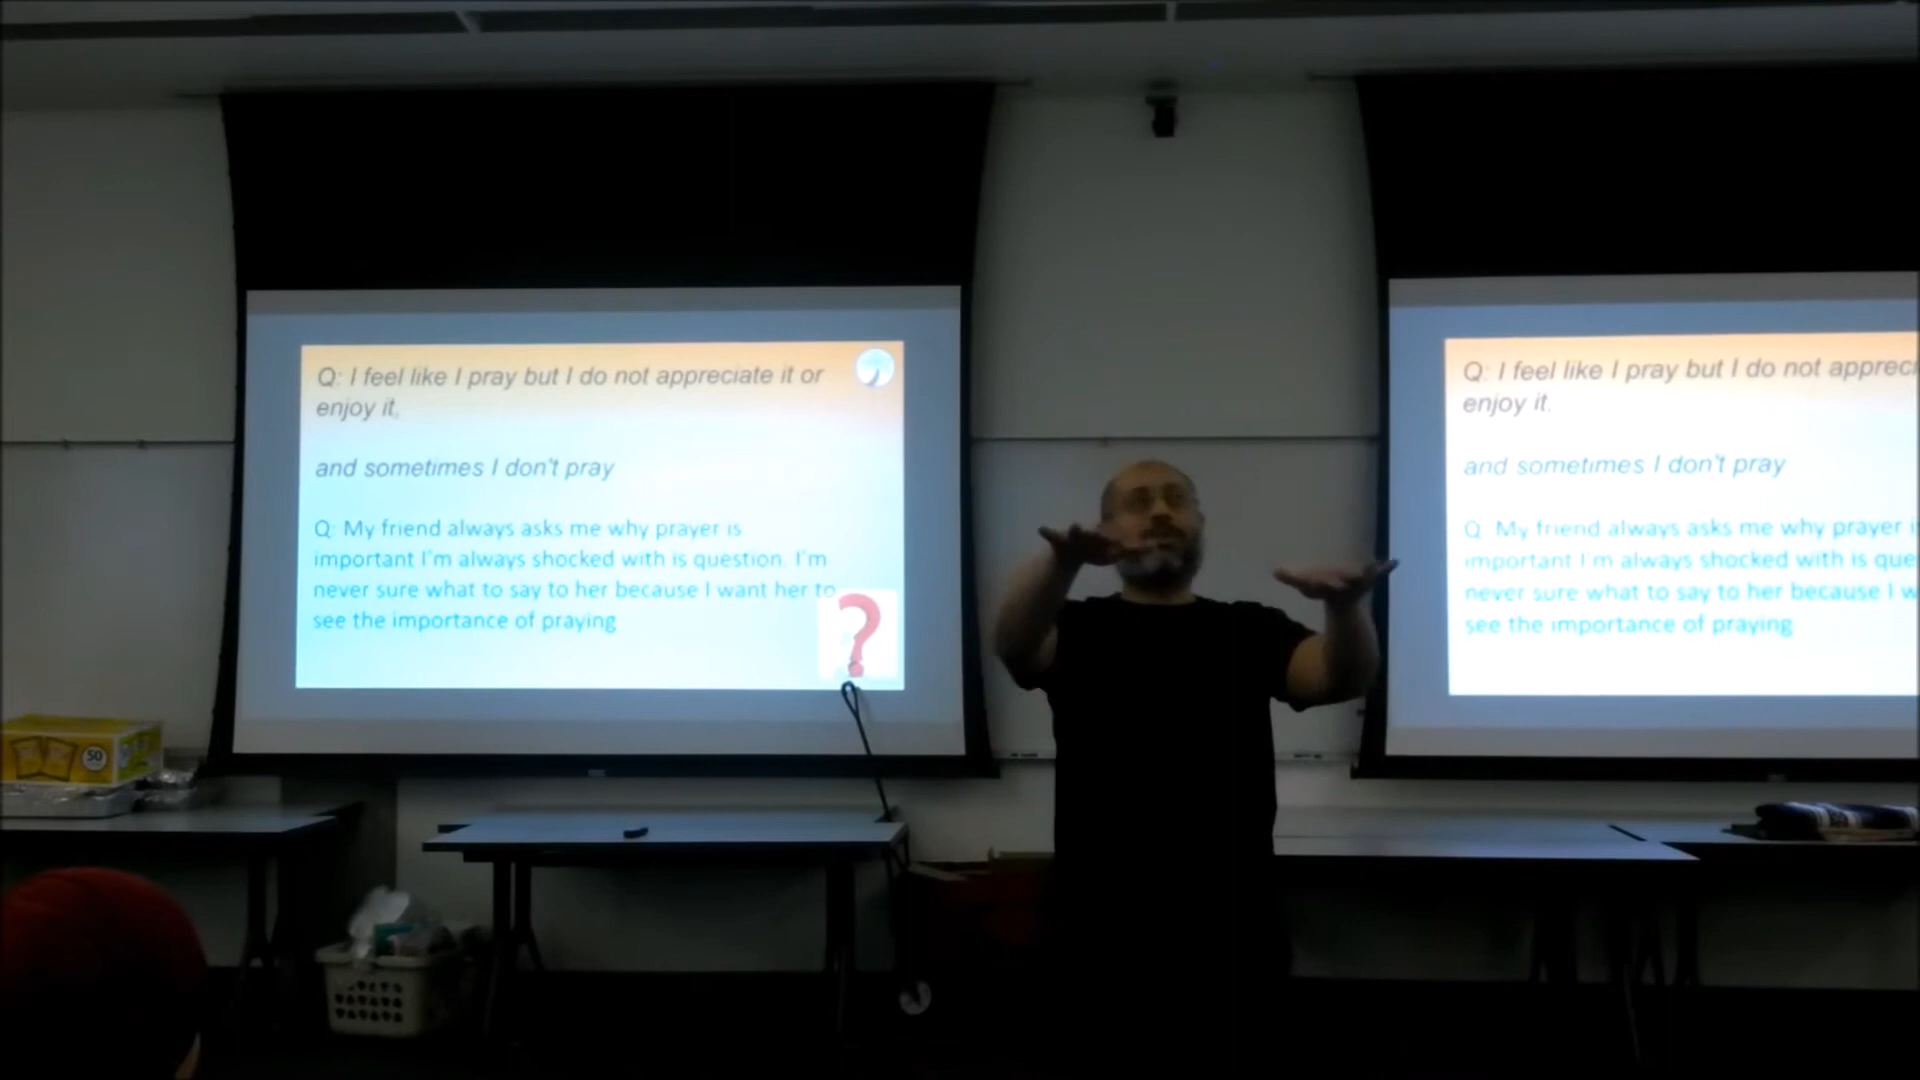 Q: I feel like I pray but I do not appreciate it or
enjoy it,
and sometimes I don't pray
Q: My friend always asks me why prayer is
important I'm always shocked with is question. I'm
never sure what to say to her because I want her to
see the importance of praying
?
Q: I feel like I pray but I do not appreci
enjoy it,
and sometimes I don't pray
Q: My friend always asks me why prayer i
important I'm always shocked with is que
never sure what to say to her because I w
see the importance of praying
50